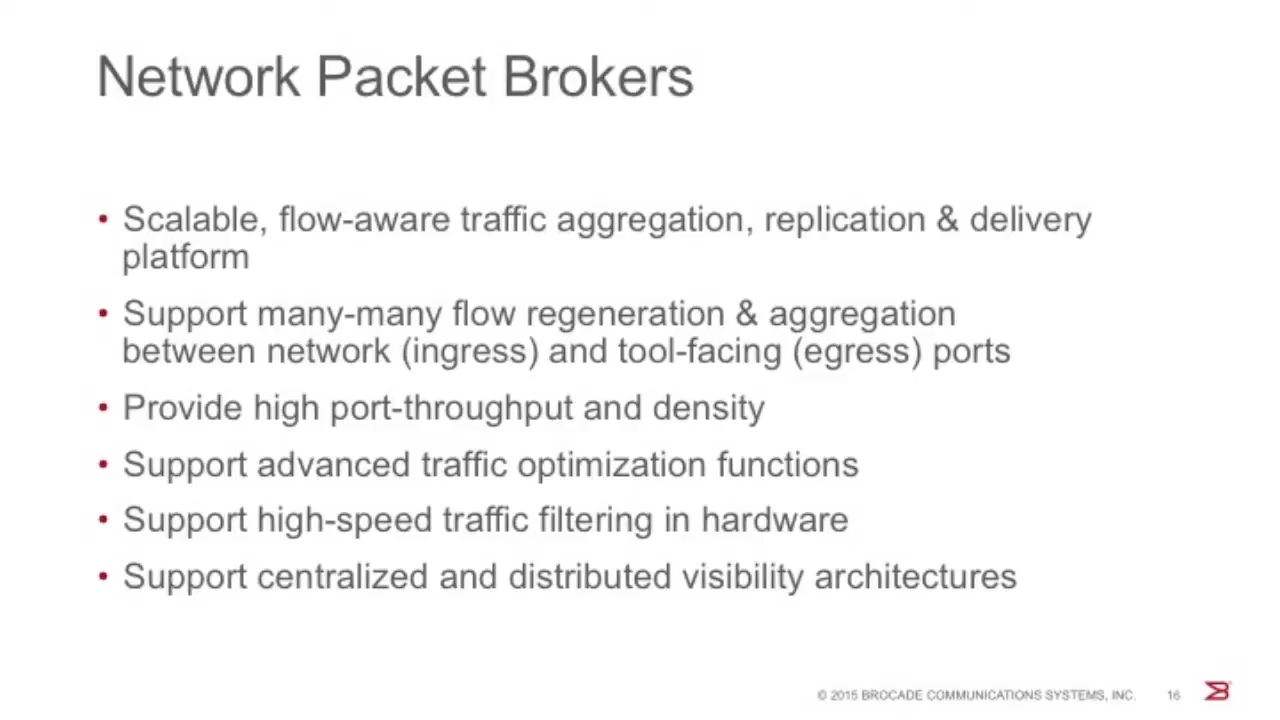 Network Packet Brokers
• Scalable, flow-aware traffic aggregation, replication & delivery
platform
• Support many-many flow regeneration & aggregation
between network (ingress) and tool-facing (egress) ports
• Provide high port-throughput and density
• Support advanced traffic optimization functions
• Support high-speed traffic filtering in hardware
• Support centralized and distributed visibility architectures
© 2015 BROCADE COMMUNICATIONS SYSTEMS, INC. 16